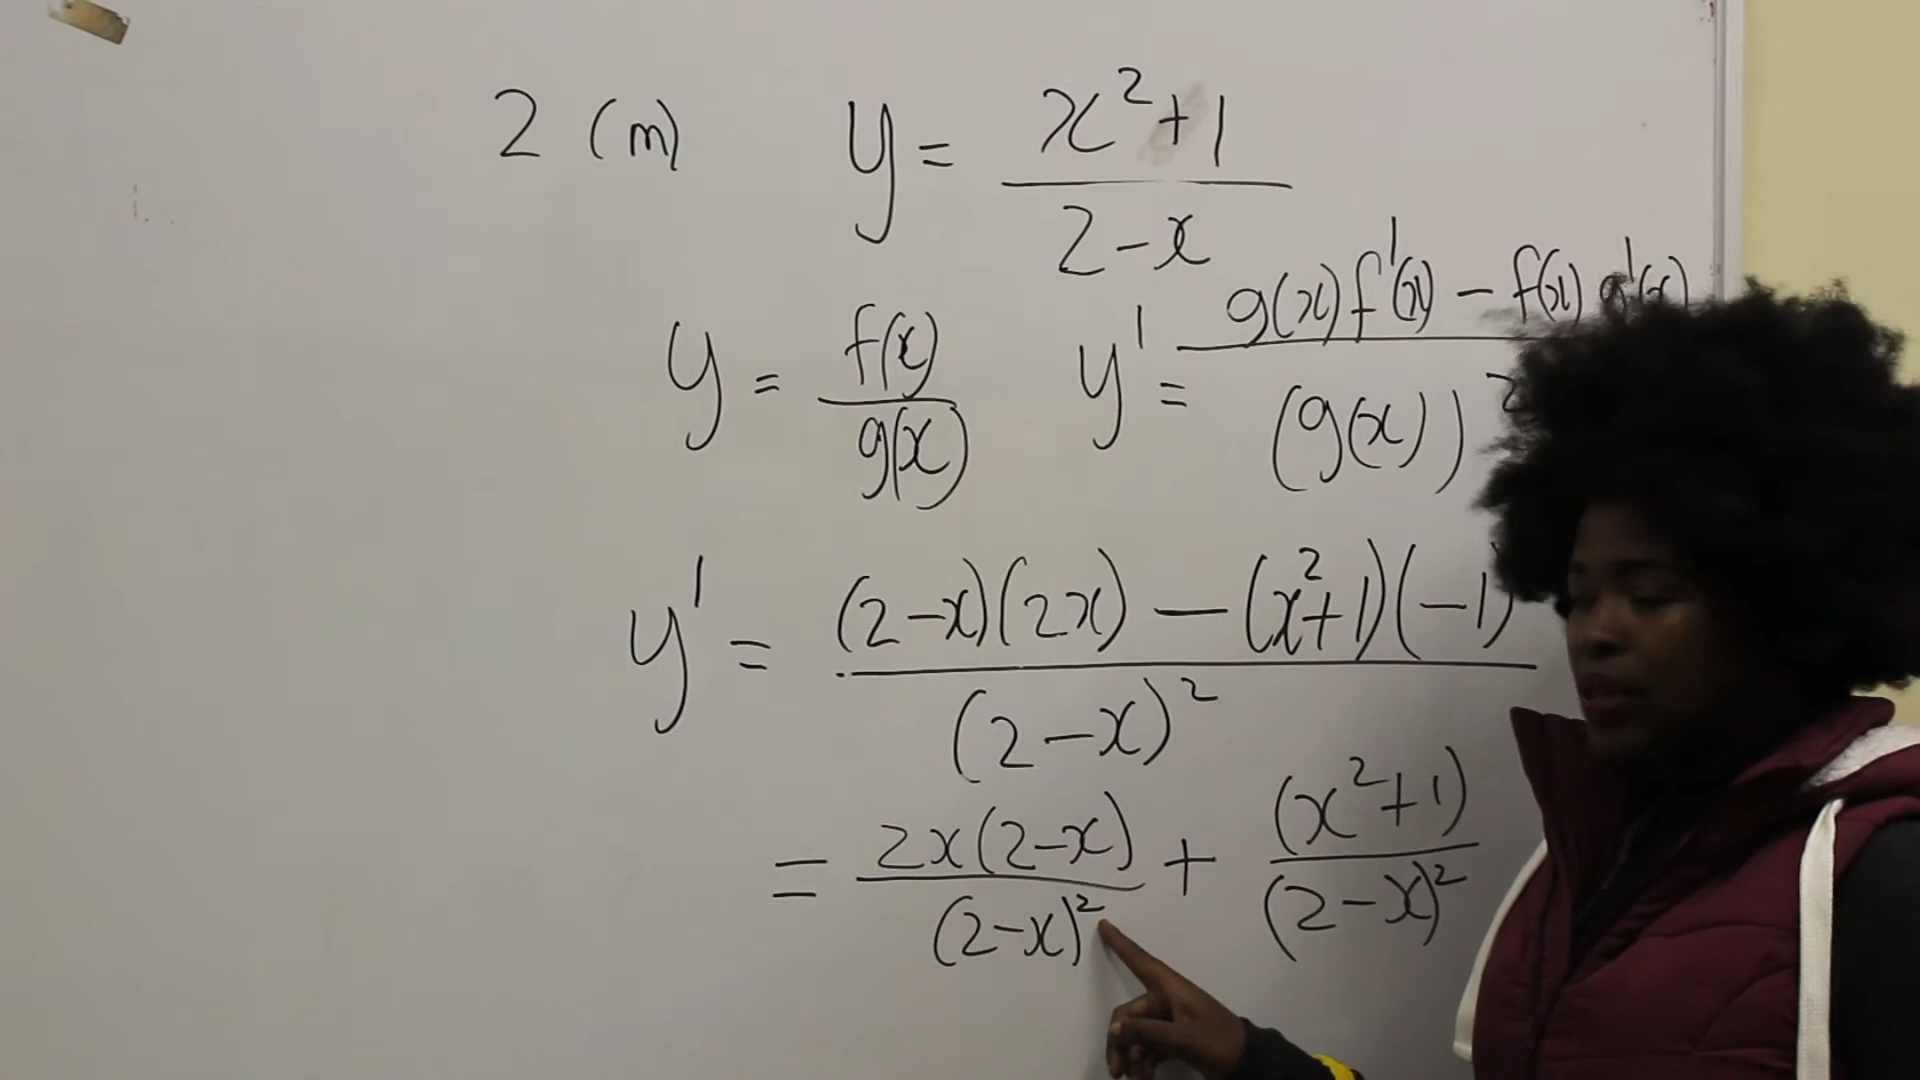 2 (m) y = x²+1 / 2-x
y = f(x) / g(x) y' = g(x) f'(x) - f(x) g'(x) / (g(x))²
y' = (2-x)(2x) - (x²+1)(-1) / (2-x)²
= 2x(2-x) / (2-x)² + (x²+1) / (2-x)²